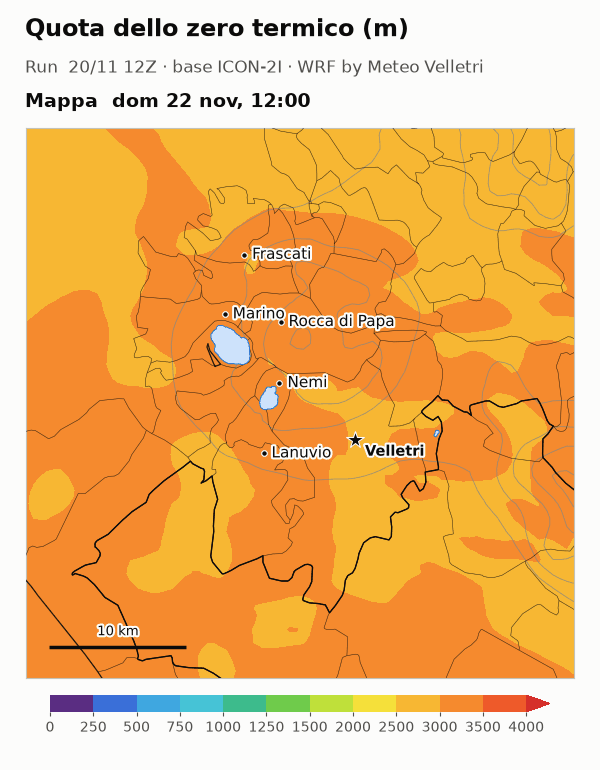 Quota dello zero termico (m)
Run  20/11 12Z · base ICON-2I · WRF by Meteo Velletri
Mappa  dom 22 nov, 12:00
Frascati
Marino
Rocca di Papa
Nemi
Velletri
Lanuvio
10 km
0 250 500 750 1000 1250 1500 2000 2500 3000 3500 4000